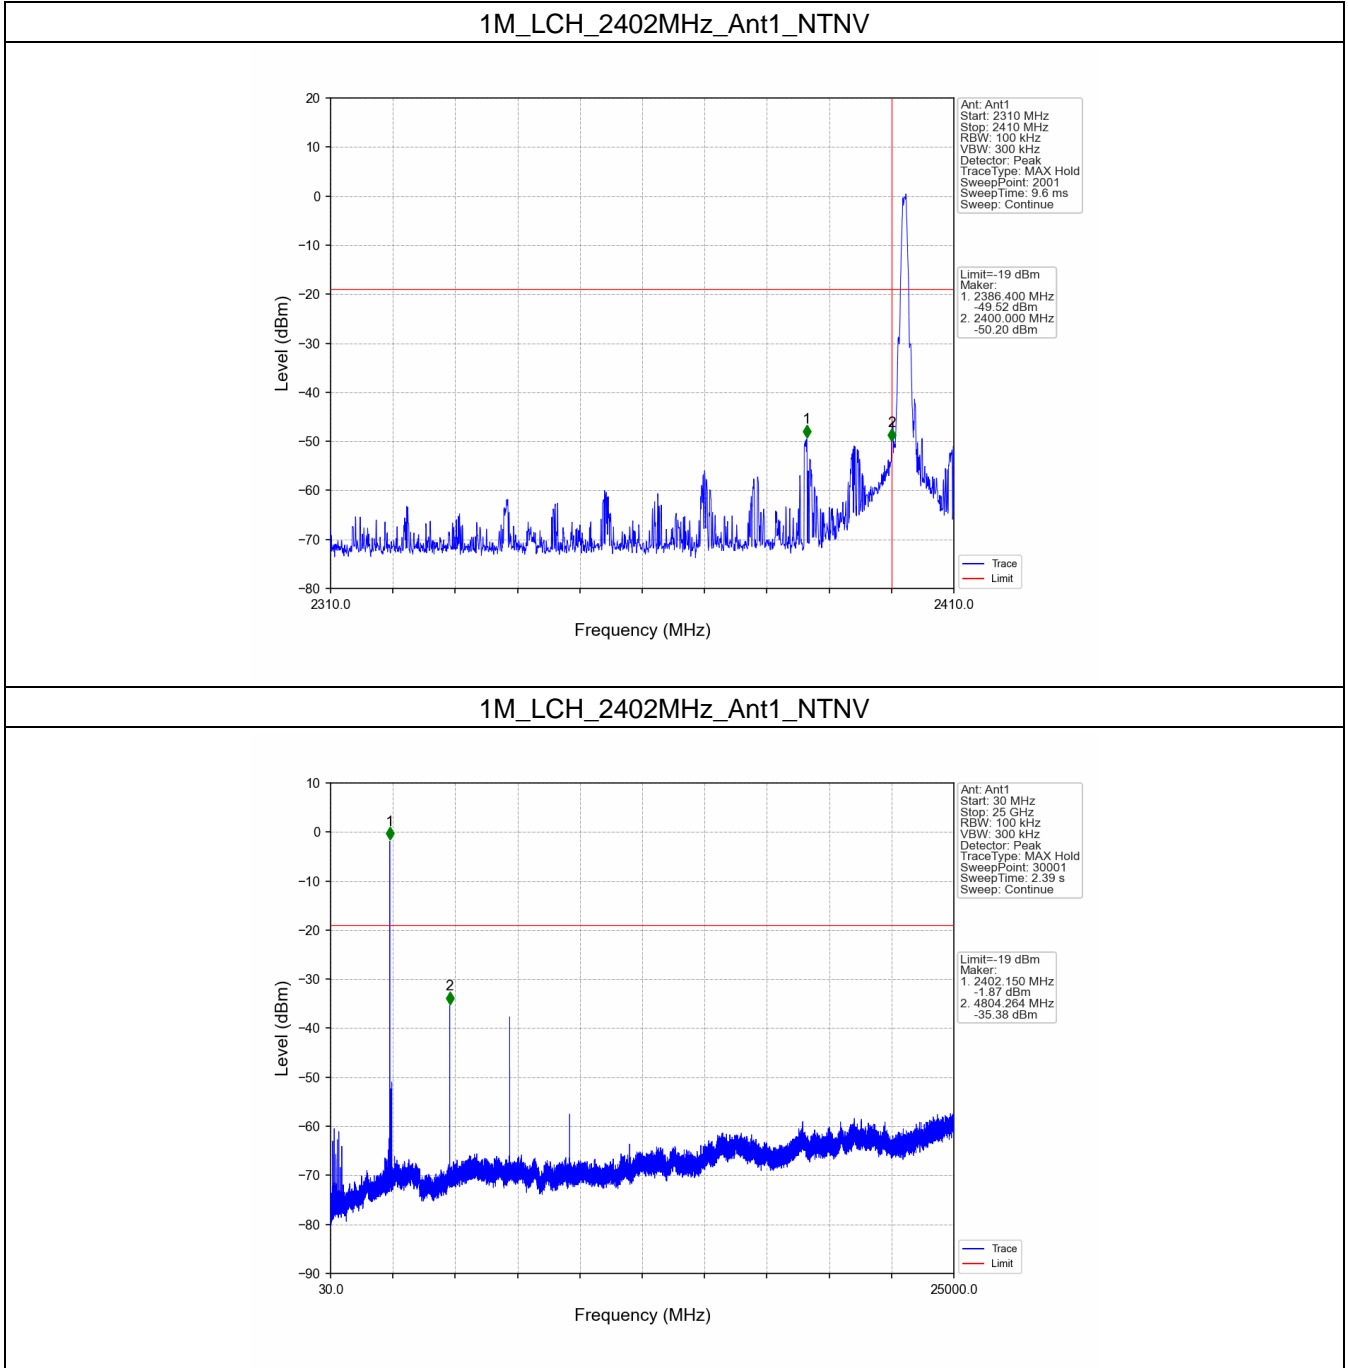 1M_LCH_2402MHz_Ant1_NTNV
20
10
0
−10
−20
−30
−40
−50
−60
−70
−80
Level (dBm)
1
2
2310.0
2410.0
Frequency (MHz)
Ant: Ant1
Start: 2310 MHz
Stop: 2410 MHz
RBW: 100 kHz
VBW: 300 kHz
Detector: Peak
TraceType: MAX Hold
SweepPoint: 2001
SweepTime: 9.6 ms
Sweep: Continue
Limit=-19 dBm
Maker:
1. 2386.400 MHz
-49.52 dBm
2. 2400.000 MHz
-50.20 dBm
Trace
Limit
1M_LCH_2402MHz_Ant1_NTNV
10
0
−10
−20
−30
−40
−50
−60
−70
−80
−90
Level (dBm)
1
2
30.0
25000.0
Frequency (MHz)
Ant: Ant1
Start: 30 MHz
Stop: 25 GHz
RBW: 100 kHz
VBW: 300 kHz
Detector: Peak
TraceType: MAX Hold
SweepPoint: 30001
SweepTime: 2.39 s
Sweep: Continue
Limit=-19 dBm
Maker:
1. 2402.150 MHz
-1.87 dBm
2. 4804.264 MHz
-35.38 dBm
Trace
Limit